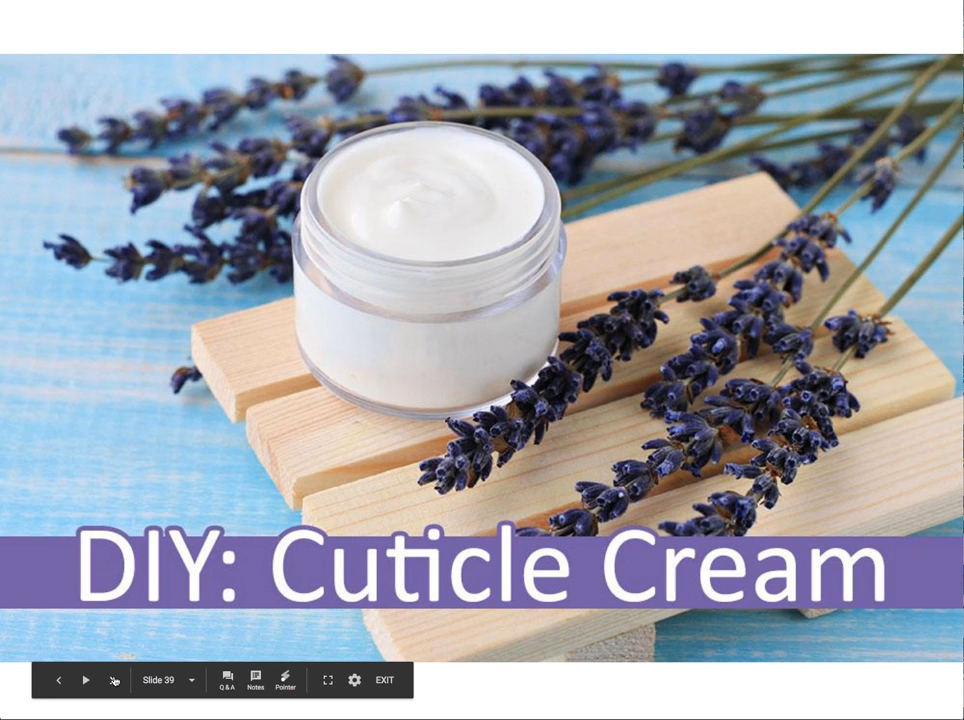 DIY: Cuticle Cream
Slide 39
Q & A
Notes
Pointer
EXIT